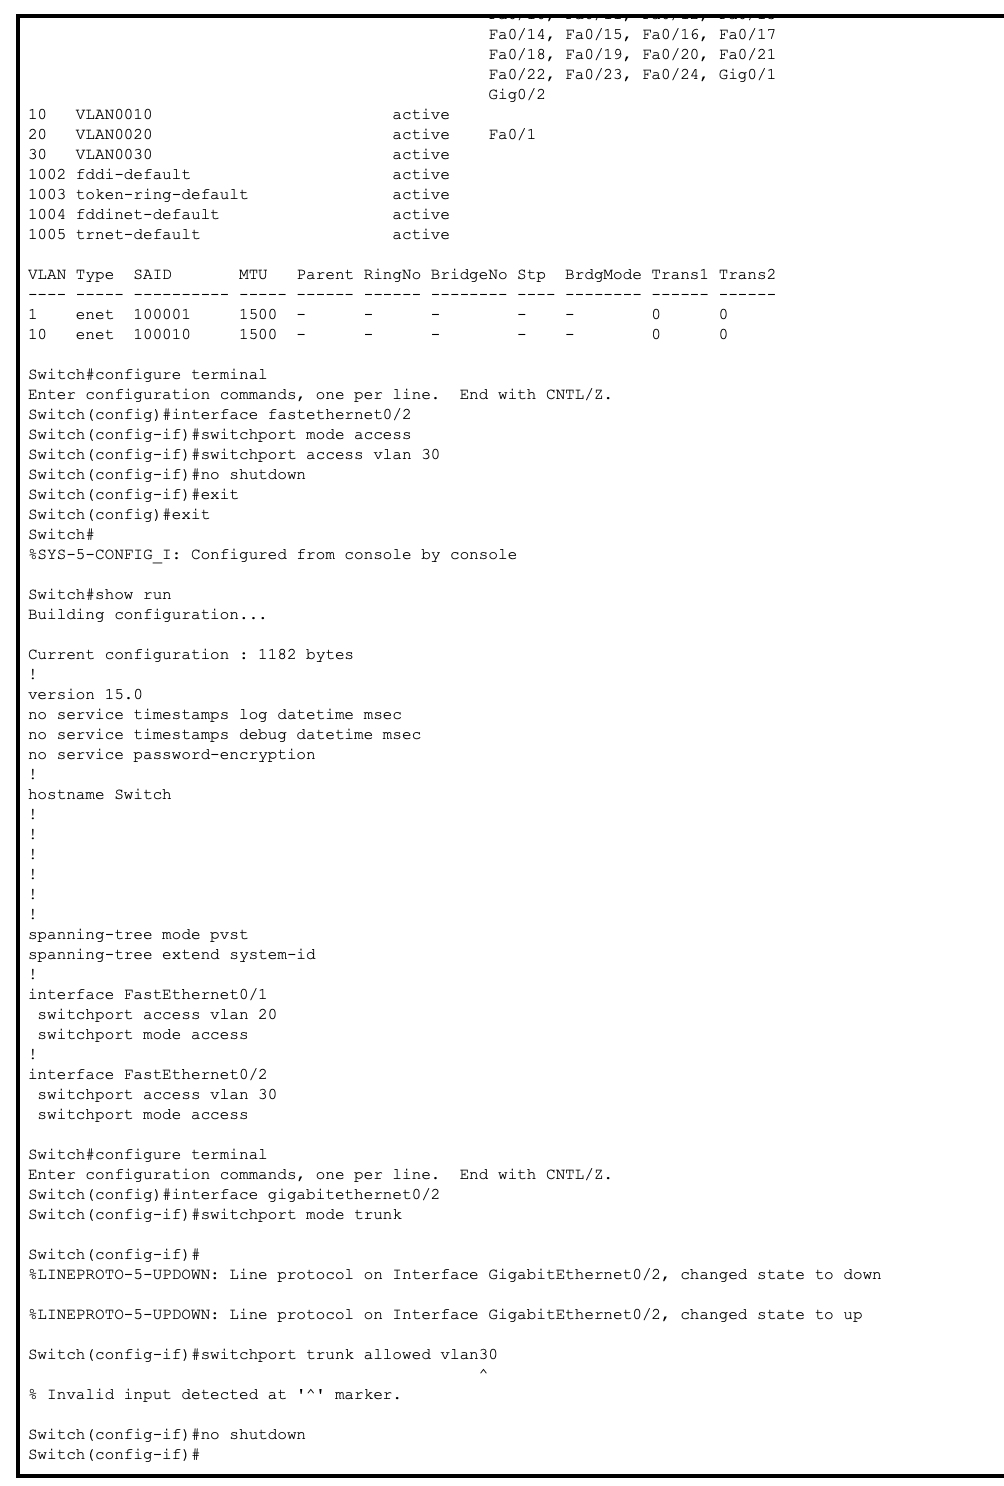 Fa0/14, Fa0/15, Fa0/16, Fa0/17
Fa0/18, Fa0/19, Fa0/20, Fa0/21
Fa0/22, Fa0/23, Fa0/24, Gig0/1
Gig0/2
10   VLAN0010                         active
20   VLAN0020                         active    Fa0/1
30   VLAN0030                         active
1002 fddi-default                     active
1003 token-ring-default               active
1004 fddinet-default                  active
1005 trnet-default                    active
VLAN Type  SAID       MTU   Parent RingNo BridgeNo Stp  BrdgMode Trans1 Trans2
---- ----- ---------- ----- ------ ------ -------- ---- -------- ------ ------
1    enet  100001     1500  -      -      -        -    -        0      0
10   enet  100010     1500  -      -      -        -    -        0      0
Switch#configure terminal
Enter configuration commands, one per line.  End with CNTL/Z.
Switch(config)#interface fastethernet0/2
Switch(config-if)#switchport mode access
Switch(config-if)#switchport access vlan 30
Switch(config-if)#no shutdown
Switch(config-if)#exit
Switch(config)#exit
Switch#
%SYS-5-CONFIG_I: Configured from console by console
Switch#show run
Building configuration...
Current configuration : 1182 bytes
!
version 15.0
no service timestamps log datetime msec
no service timestamps debug datetime msec
no service password-encryption
!
hostname Switch
!
!
!
!
!
!
spanning-tree mode pvst
spanning-tree extend system-id
!
interface FastEthernet0/1
 switchport access vlan 20
 switchport mode access
!
interface FastEthernet0/2
 switchport access vlan 30
 switchport mode access
Switch#configure terminal
Enter configuration commands, one per line.  End with CNTL/Z.
Switch(config)#interface gigabitethernet0/2
Switch(config-if)#switchport mode trunk
Switch(config-if)#
%LINEPROTO-5-UPDOWN: Line protocol on Interface GigabitEthernet0/2, changed state to down
%LINEPROTO-5-UPDOWN: Line protocol on Interface GigabitEthernet0/2, changed state to up
Switch(config-if)#switchport trunk allowed vlan30
^
% Invalid input detected at '^' marker.
Switch(config-if)#no shutdown
Switch(config-if)#